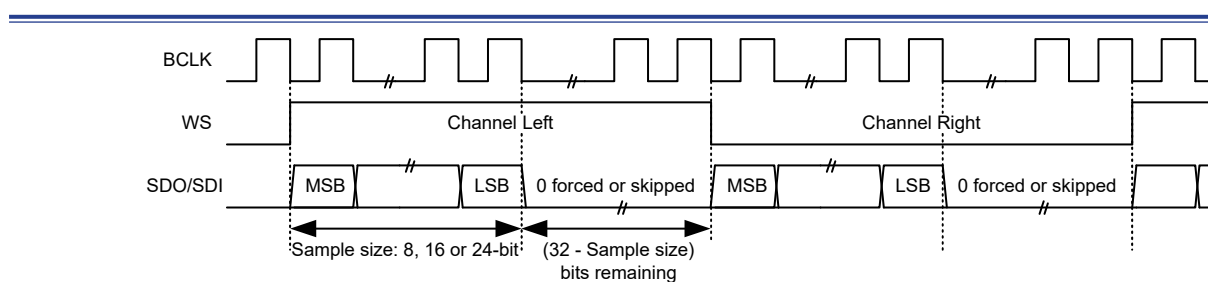 BCLK
WS
Channel Left
Channel Right
SDO/SDI
MSB
LSB
0 forced or skipped
MSB
LSB
0 forced or skipped
Sample size: 8, 16 or 24-bit
(32 - Sample size)
bits remaining